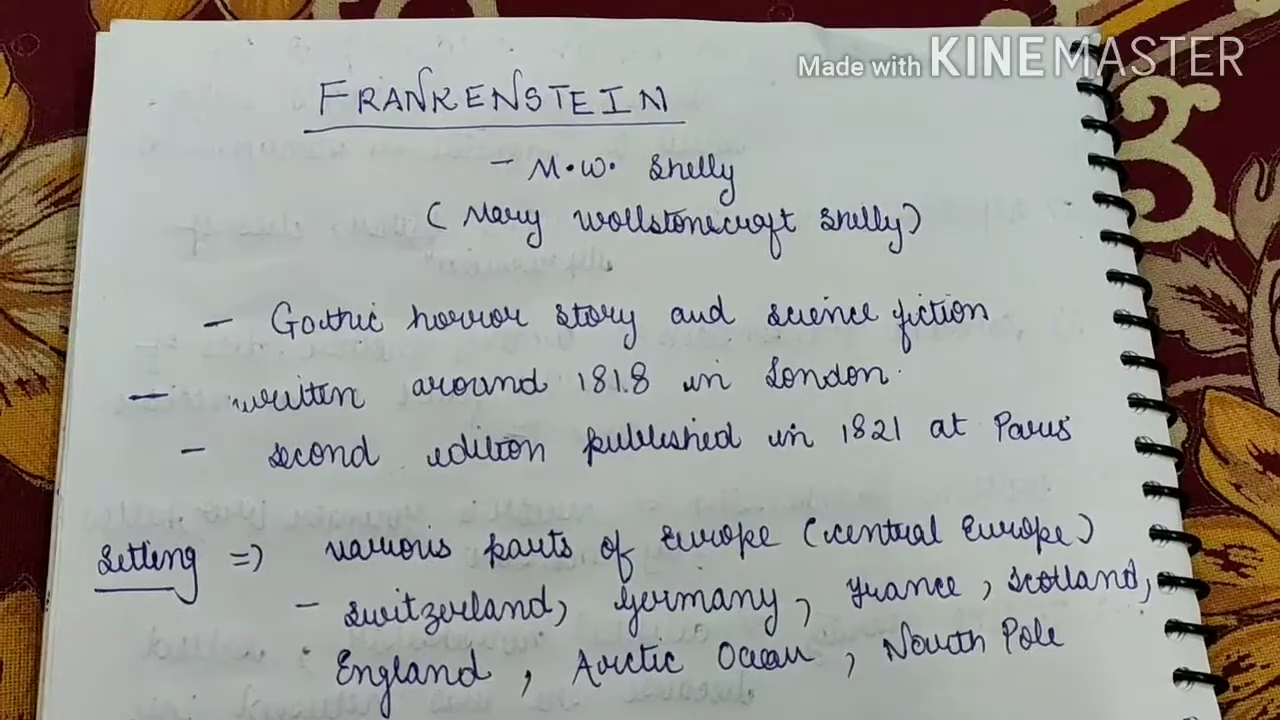 Made with KINEMASTER
FRANKENSTEIN
- M.W. Shelly
(Mary Wollstonecraft Shelly)
- Gothic horror story and science fiction
- written around 1818 in London.
- second edition published in 1821 at Paris
Setting => various parts of Europe (central Europe)
- Switzerland, Germany, France, Scotland,
England, Arctic Ocean, North Pole